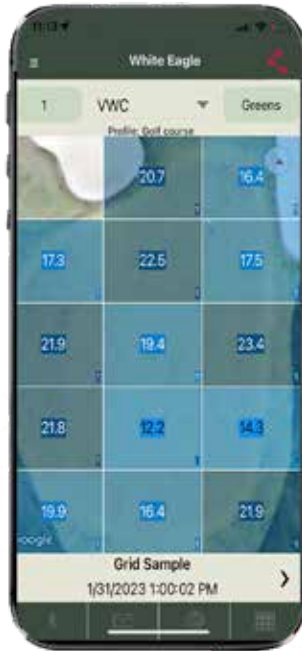 11:13
White Eagle
1 VWC Greens
Profile: Golf course
20.7 16.4
17.3 22.5 17.5
21.9 19.4 23.4
21.8 12.2 14.3
19.9 16.4 21.9
Google
Grid Sample
1/31/2023 1:00:02 PM